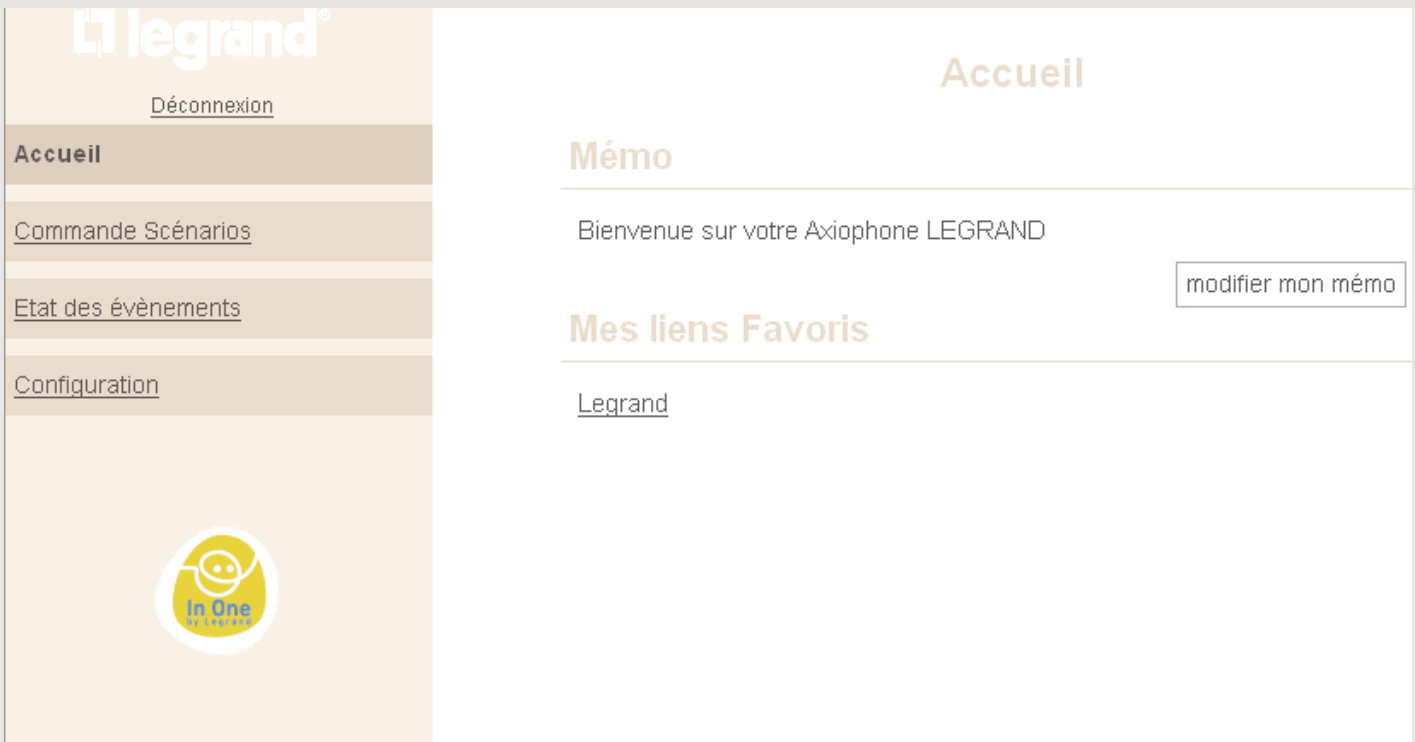 legrand®
Déconnexion
Accueil
Commande Scénarios
Etat des évènements
Configuration
In One
by Legrand
Accueil
Mémo
Bienvenue sur votre Axiophone LEGRAND
modifier mon mémo
Mes liens Favoris
Legrand